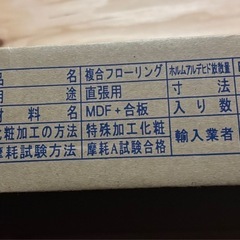 品名 複合フローリング ホルムアルデヒド放散量
用途 直張用 寸法
材料名 MDF+合板 入り数
化粧加工の方法 特殊加工化粧 輸入業者
摩耗試験方法 摩耗A試験合格